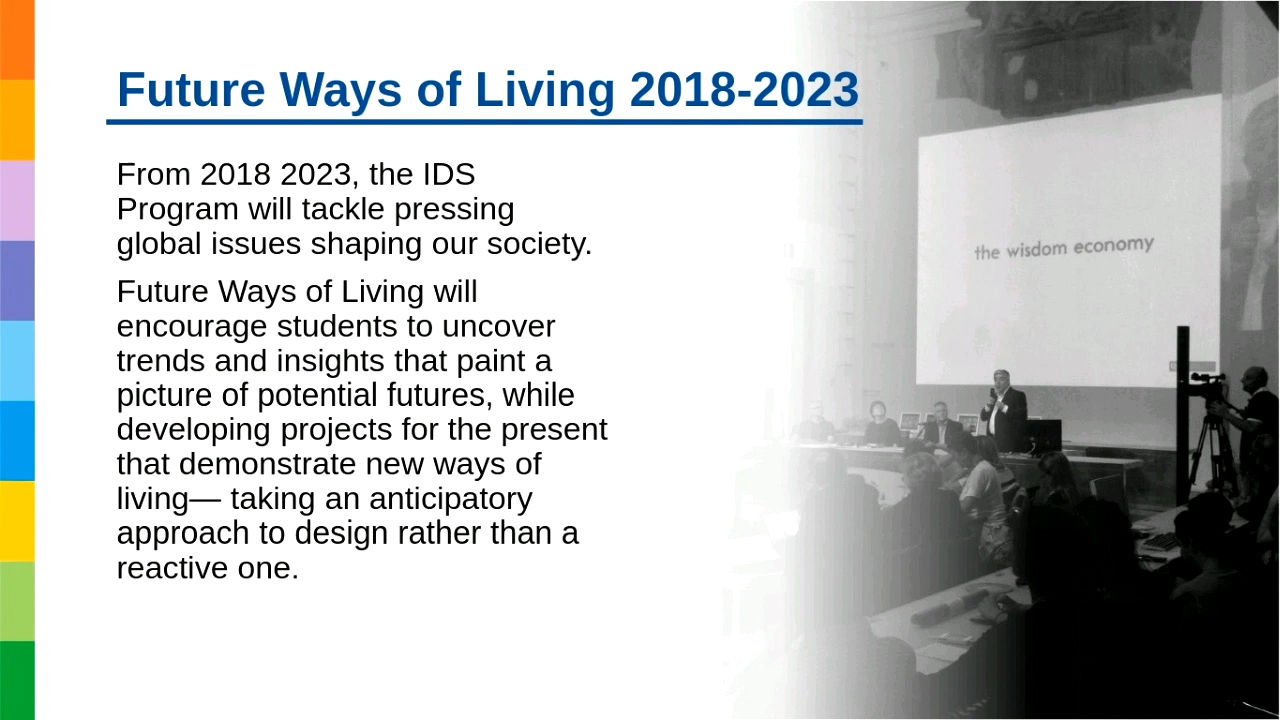 Future Ways of Living 2018-2023
From 2018 2023, the IDS
Program will tackle pressing
global issues shaping our society.
Future Ways of Living will
encourage students to uncover
trends and insights that paint a
picture of potential futures, while
developing projects for the present
that demonstrate new ways of
living— taking an anticipatory
approach to design rather than a
reactive one.
the wisdom economy